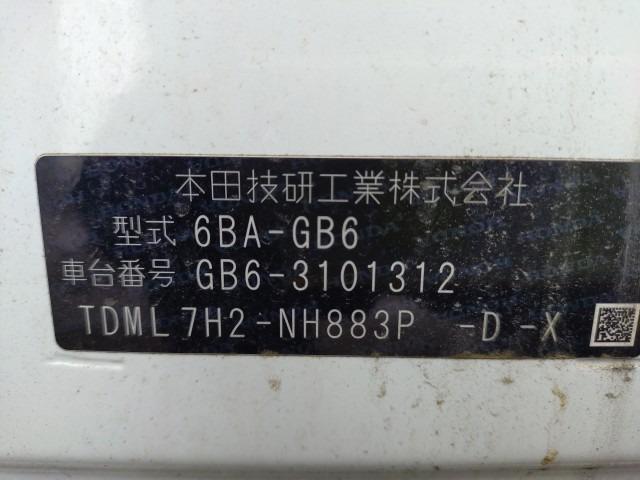 本田技研工業株式会社
型式 6BA-GB6
車台番号 GB6-3101312
TDML 7H2-NH883P -D -X